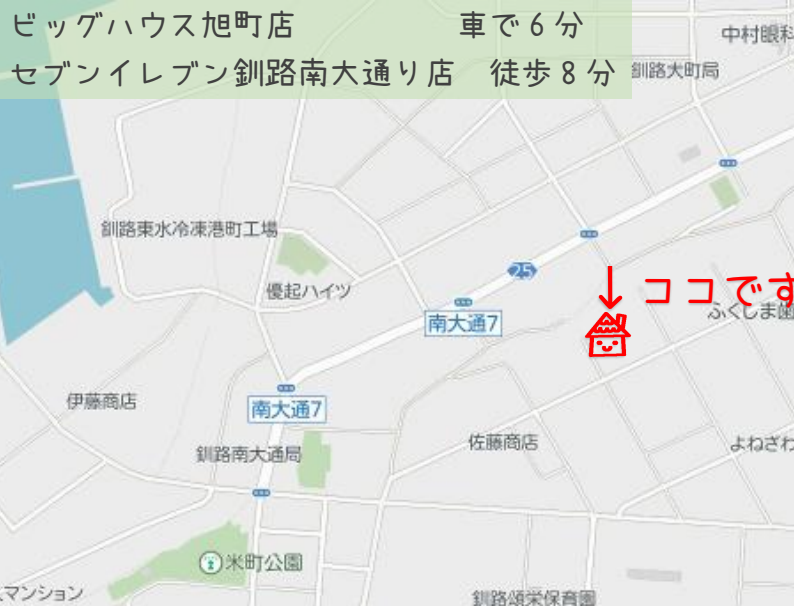 ビッグハウス旭町店　車で6分
セブンイレブン釧路南大通り店　徒歩8分
中村眼科
釧路大町局
釧路東水冷凍港町工場
優起ハイツ
25
↓ココです
ふくしま歯
南大通7
伊藤商店
南大通7
佐藤商店
釧路南大通局
よねざわ
米町公園
マンション
釧路頌栄保育園